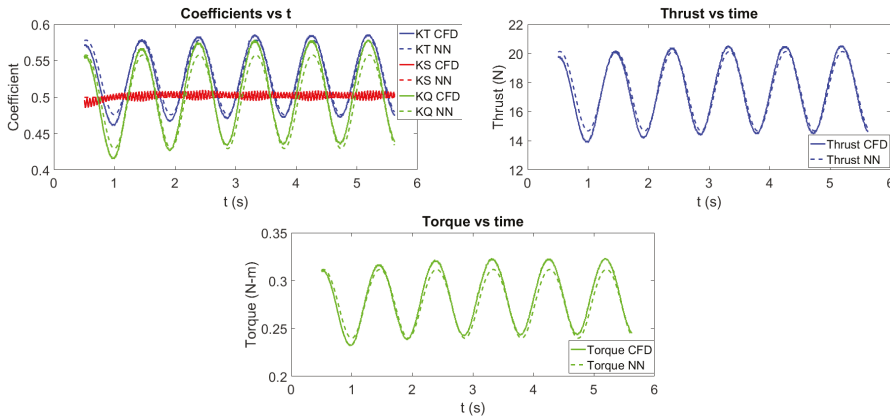 Coefficients vs t
Coefficient
0.6
0.55
0.5
0.45
0.4
0
1
2
3
4
5
6
t (s)
KT CFD
KT NN
KS CFD
KS NN
KQ CFD
KQ NN
Thrust vs time
Thrust (N)
22
20
18
16
14
12
0
1
2
3
4
5
6
t (s)
Thrust CFD
Thrust NN
Torque vs time
Torque (N-m)
0.35
0.3
0.25
0.2
0
1
2
3
4
5
6
t (s)
Torque CFD
Torque NN